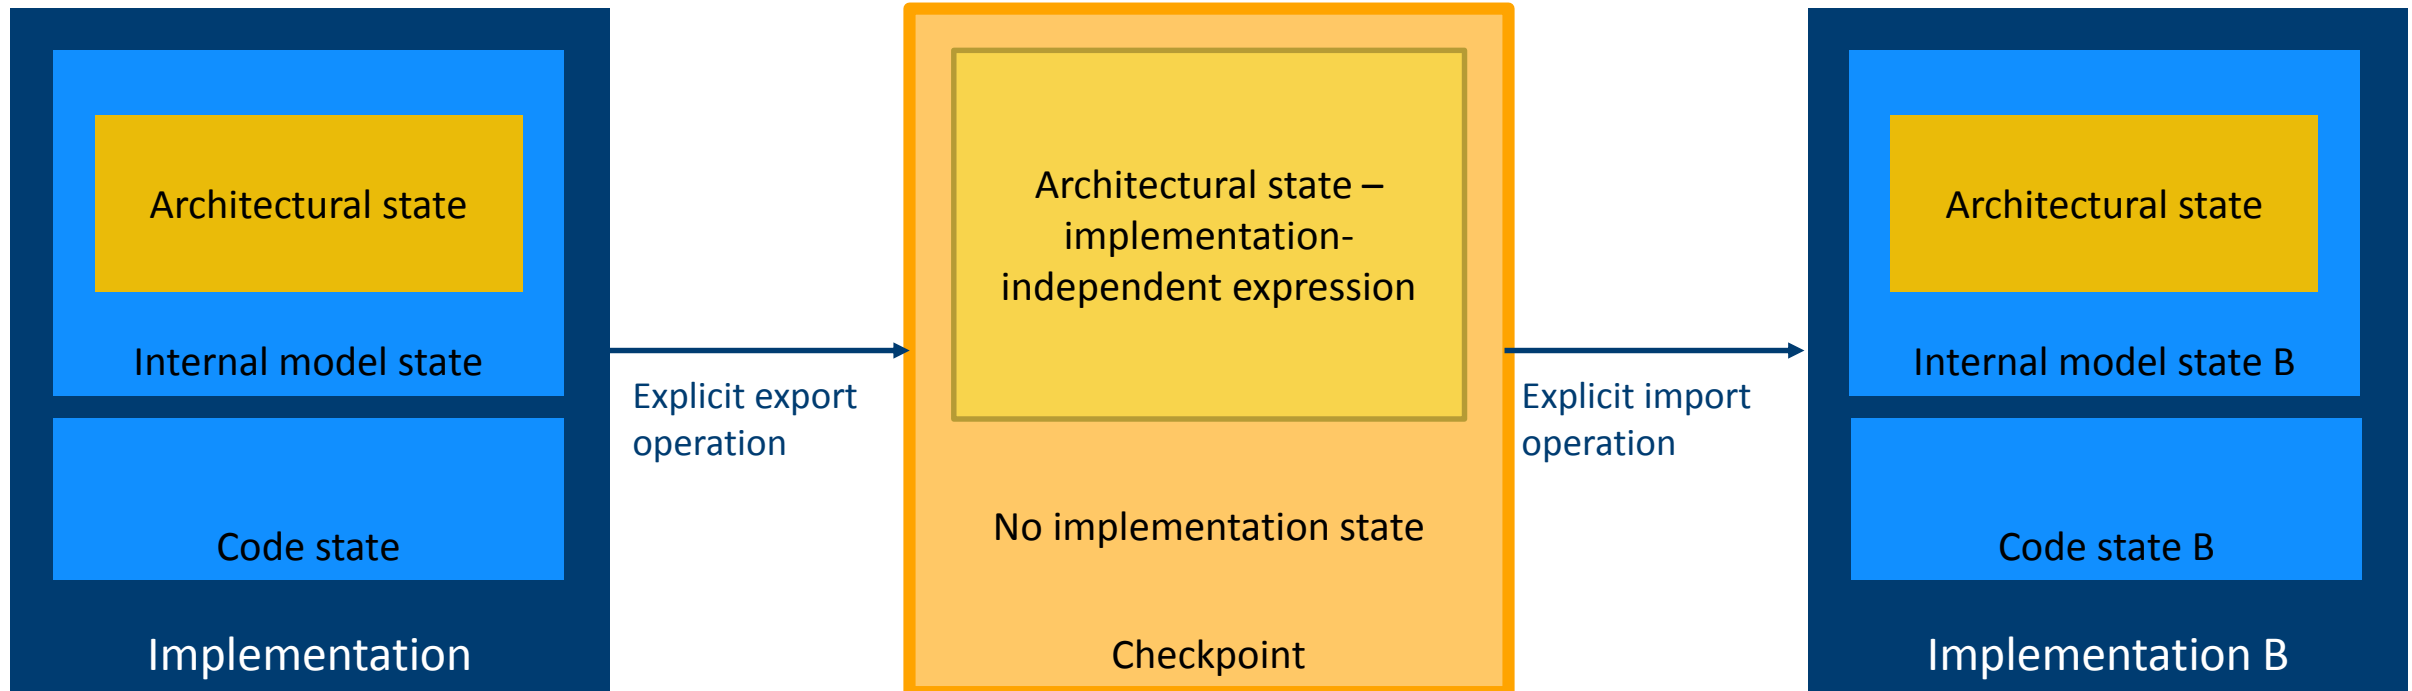 Architectural state
Internal model state
Code state
Implementation
Explicit export
operation
Architectural state –
implementation-
independent expression
No implementation state
Checkpoint
Explicit import
operation
Architectural state
Internal model state B
Code state B
Implementation B